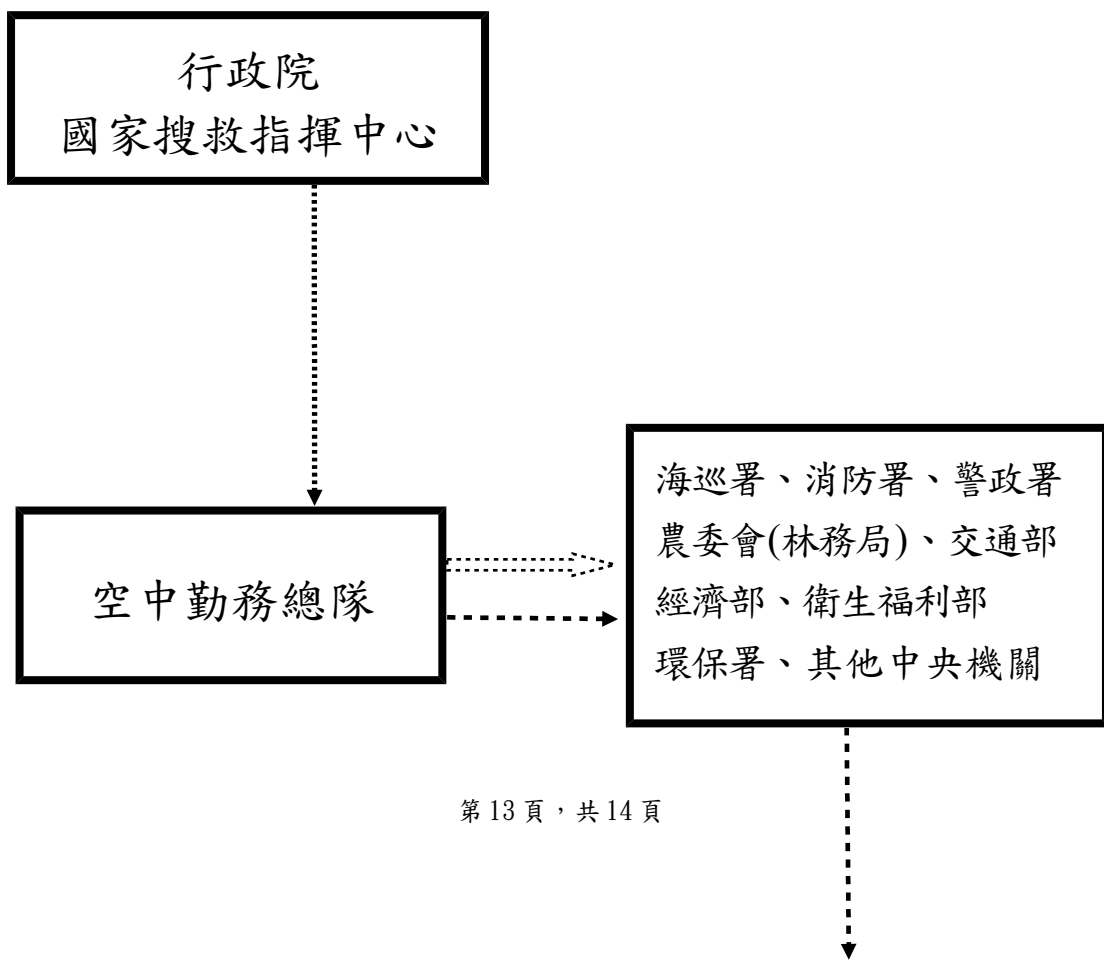 行政院
國家搜救指揮中心
海巡署、消防署、警政署
農委會(林務局)、交通部
經濟部、衛生福利部
環保署、其他中央機關
空中勤務總隊
第13頁，共14頁